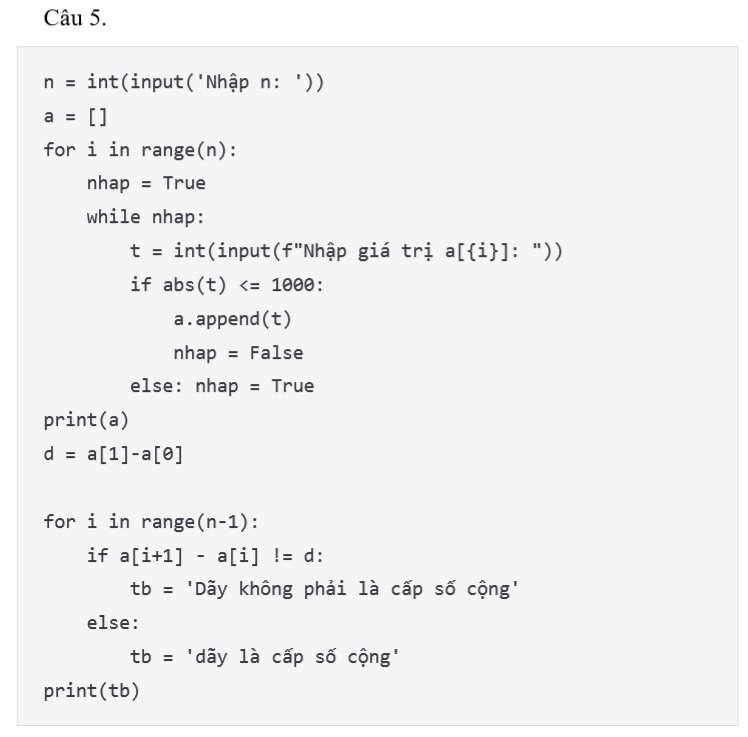 Câu 5.
n = int(input('Nhập n: '))
a = []
for i in range(n):
    nhap = True
    while nhap:
        t = int(input(f"Nhập giá trị a[{i}]: "))
        if abs(t) <= 1000:
            a.append(t)
            nhap = False
        else: nhap = True
print(a)
d = a[1]-a[0]

for i in range(n-1):
    if a[i+1] - a[i] != d:
        tb = 'Dãy không phải là cấp số cộng'
    else:
        tb = 'dãy là cấp số cộng'
print(tb)